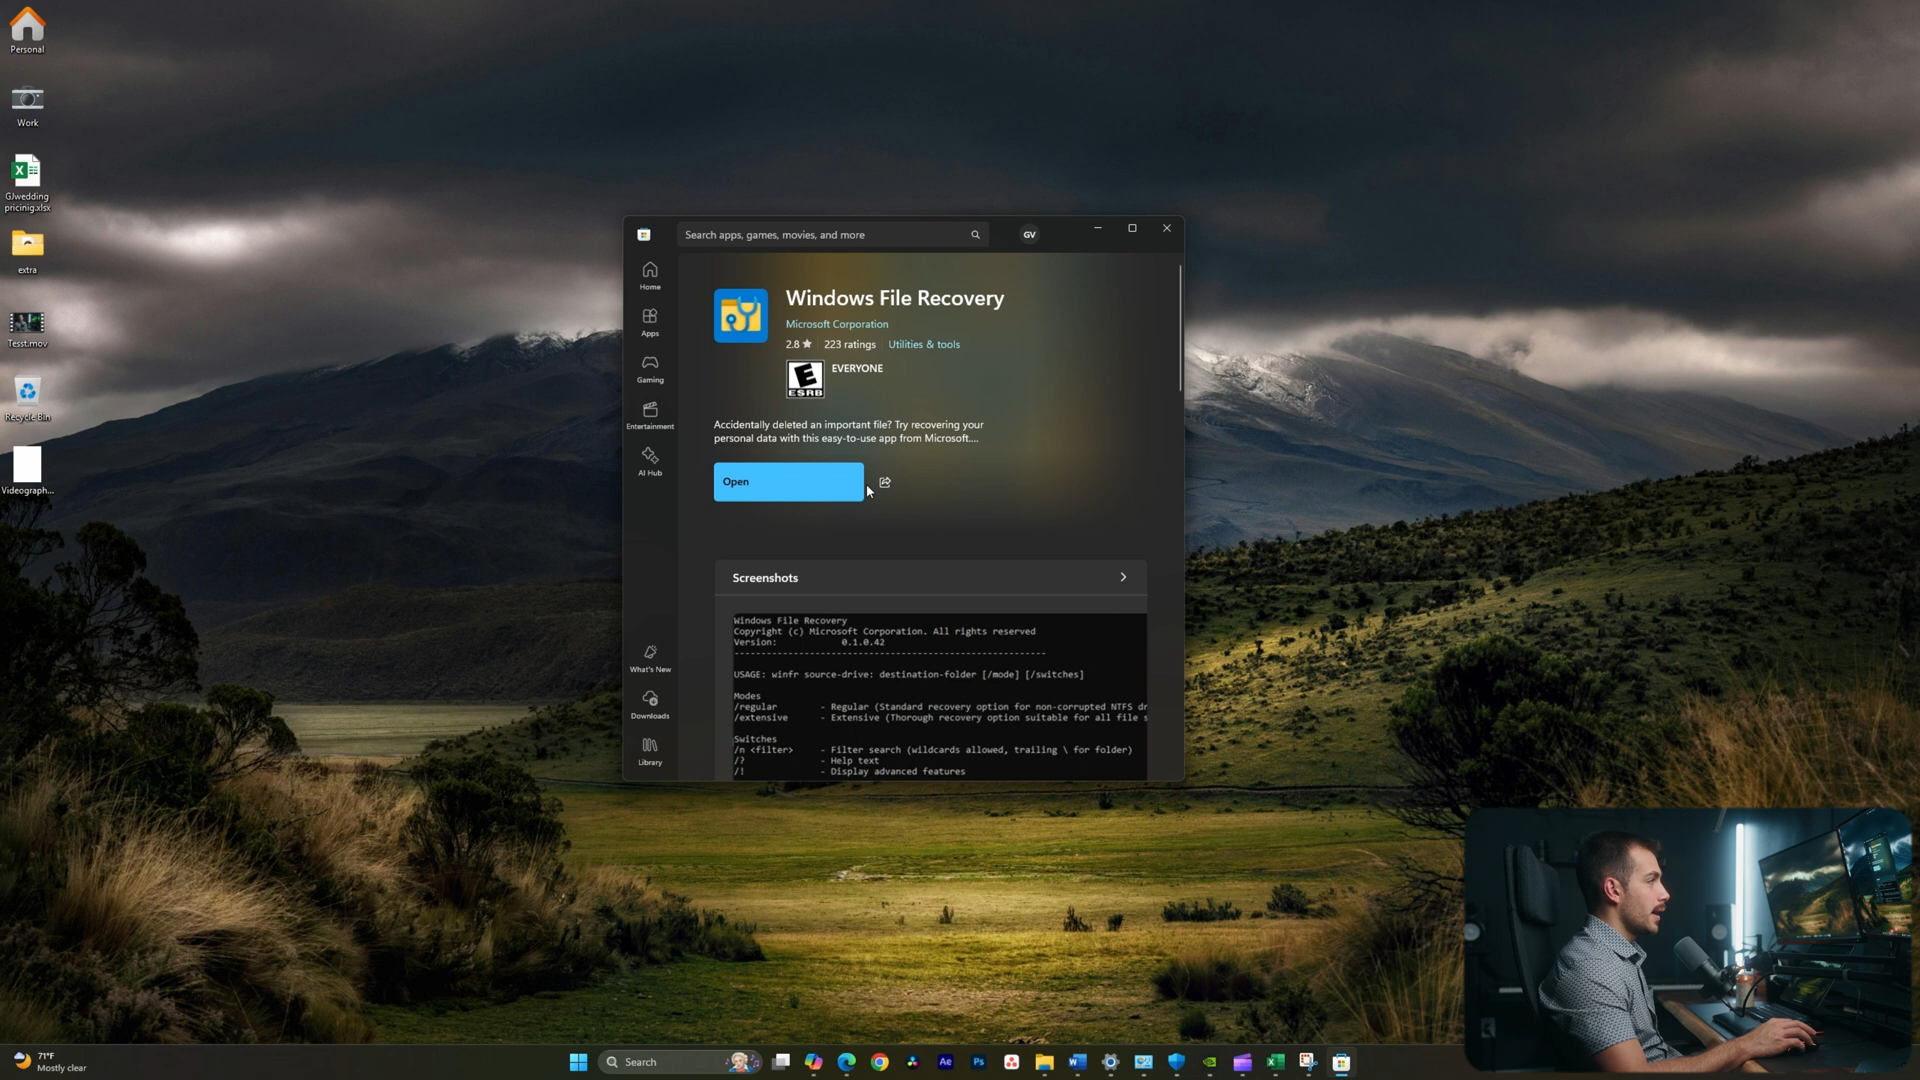 Personal
Work
GJwedding
pricinig.xlsx
extra
Tesst.mov
Recycle Bin
Videograph...
Search apps, games, movies, and more
GV
Home
Apps
Gaming
Entertainment
AI Hub
What's New
Downloads
Library
Windows File Recovery
Microsoft Corporation
2.8 ★ 223 ratings Utilities & tools
E
ESRB
EVERYONE
Accidentally deleted an important file? Try recovering your
personal data with this easy-to-use app from Microsoft....
Open
Screenshots
Windows File Recovery
Copyright (c) Microsoft Corporation. All rights reserved
Version: 0.1.0.42
----------------------------------------------------------
USAGE: winfr source-drive: destination-folder [/mode] [/switches]
Modes
/regular - Regular (Standard recovery option for non-corrupted NTFS dr
/extensive - Extensive (Thorough recovery option suitable for all file s
Switches
/n <filter> - Filter search (wildcards allowed, trailing \ for folder)
/? - Help text
/! - Display advanced features
71°F
Mostly clear
Search
Ae
Ps